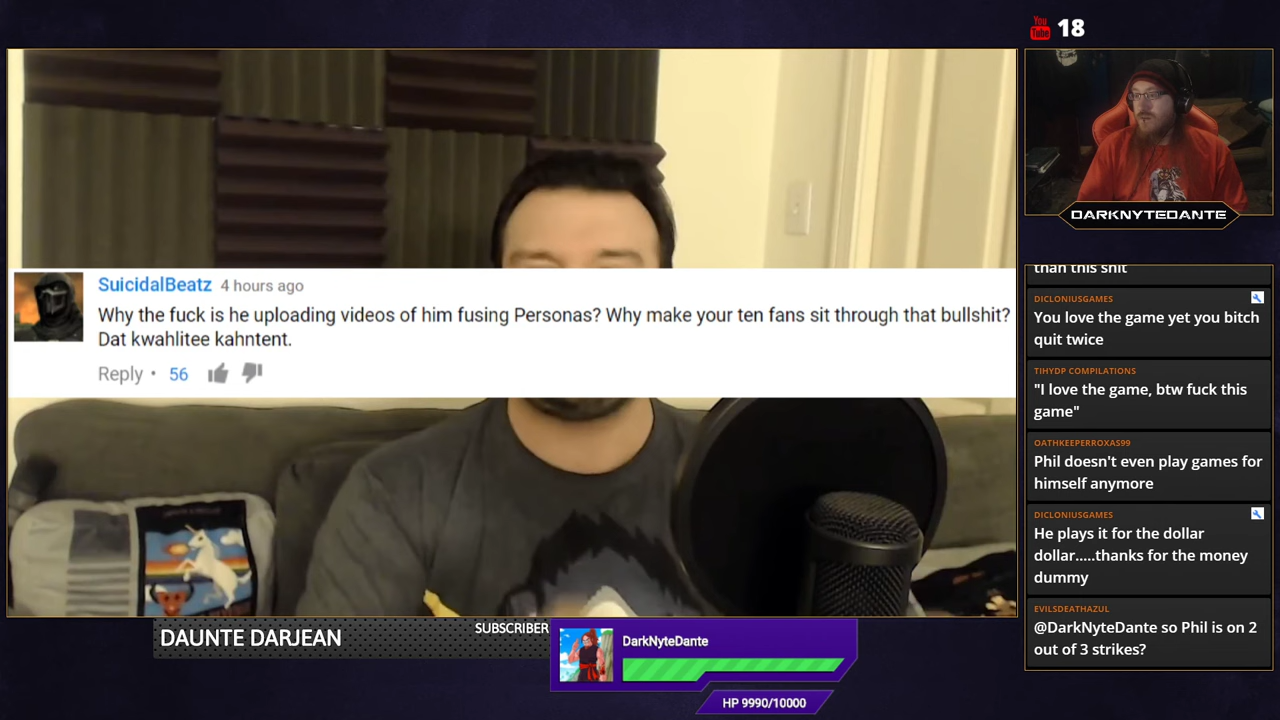 You
Tube
18
SuicidalBeatz 4 hours ago
Why the fuck is he uploading videos of him fusing Personas? Why make your ten fans sit through that bullshit?
Dat kwahlitee kahntent.
Reply • 56
DARKNYTEDANTE
than this shit
DICLONIUSGAMES
You love the game yet you bitch
quit twice
TIHYDP COMPILATIONS
"I love the game, btw fuck this
game"
OATHKEEPERROXAS99
Phil doesn't even play games for
himself anymore
DICLONIUSGAMES
He plays it for the dollar
dollar.....thanks for the money
dummy
EVILSDEATHAZUL
@DarkNyteDante so Phil is on 2
out of 3 strikes?
DAUNTE DARJEAN
SUBSCRIBER
DarkNyteDante
HP 9990/10000